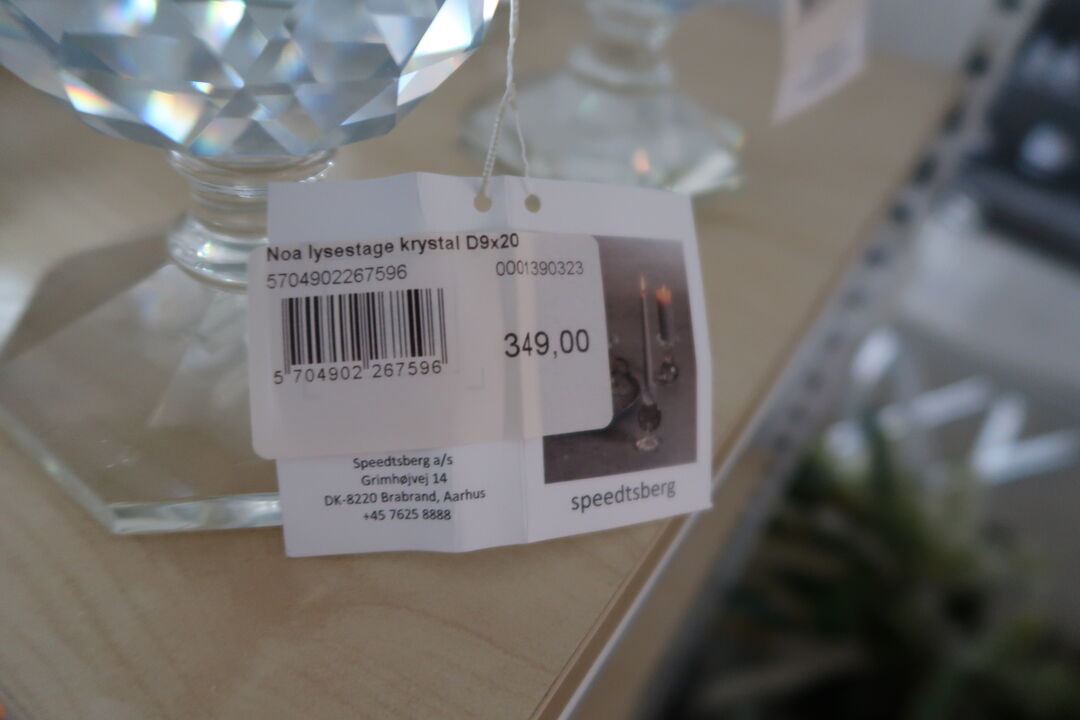 Noa lysestage krystal D9x20
5704902267596 0001390323
349,00
5 704902 267596
Speedtsberg a/s
Grimhøjvej 14
DK-8220 Brabrand, Aarhus
+45 7625 8888
speedtsberg